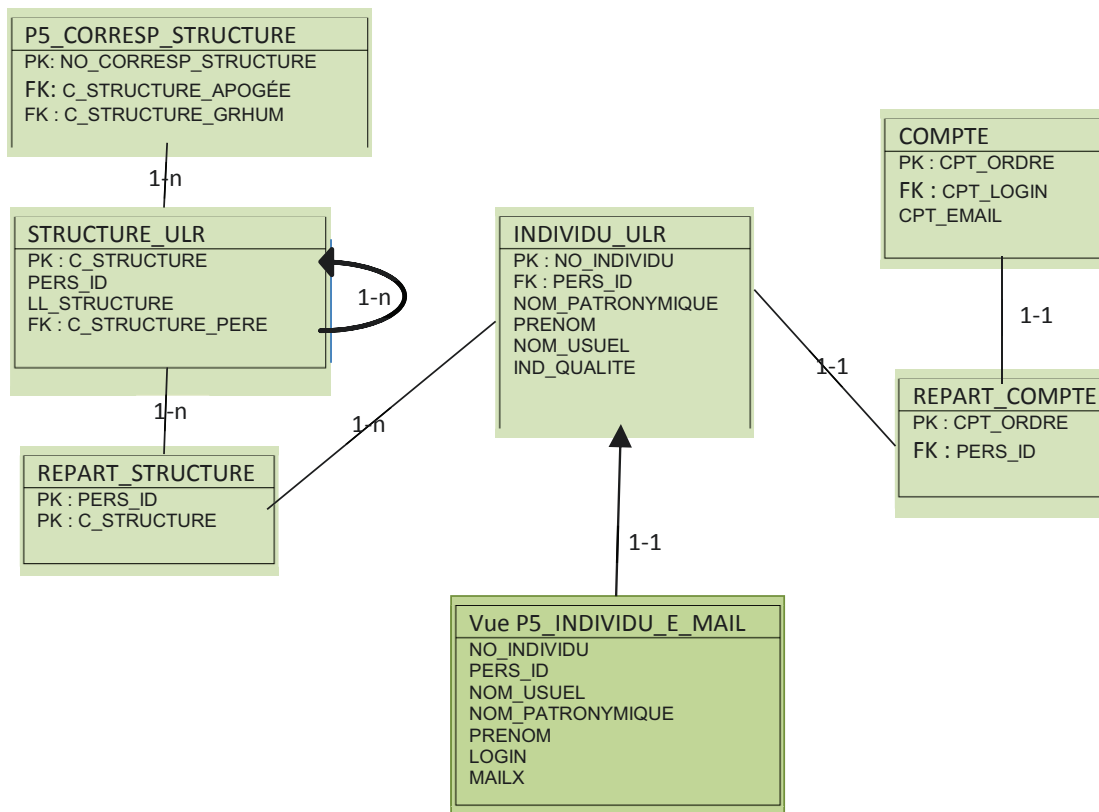 P5_CORRESP_STRUCTURE
PK: NO_CORRESP_STRUCTURE
FK: C_STRUCTURE_APOGÉE
FK : C_STRUCTURE_GRHUM
1-n
STRUCTURE_ULR
PK : C_STRUCTURE
PERS_ID
LL_STRUCTURE
FK : C_STRUCTURE_PERE
1-n
1-n
REPART_STRUCTURE
PK : PERS_ID
PK : C_STRUCTURE
1-n
INDIVIDU_ULR
PK : NO_INDIVIDU
FK : PERS_ID
NOM_PATRONYMIQUE
PRENOM
NOM_USUEL
IND_QUALITE
1-1
COMPTE
PK : CPT_ORDRE
FK : CPT_LOGIN
CPT_EMAIL
1-1
REPART_COMPTE
PK : CPT_ORDRE
FK : PERS_ID
1-1
Vue P5_INDIVIDU_E_MAIL
NO_INDIVIDU
PERS_ID
NOM_USUEL
NOM_PATRONYMIQUE
PRENOM
LOGIN
MAILX